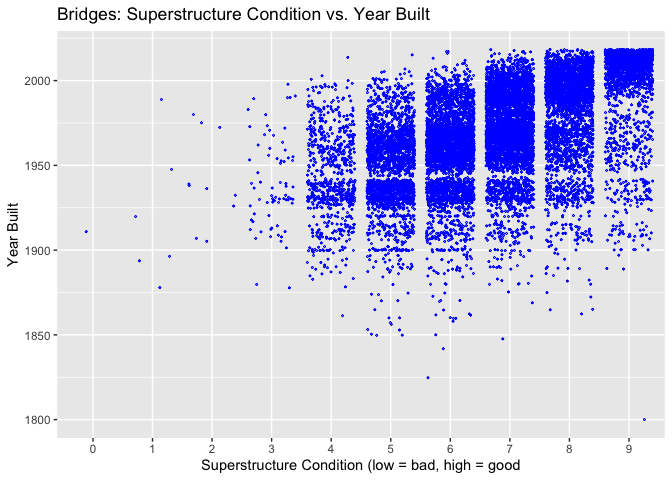 Bridges: Superstructure Condition vs. Year Built
Year Built
2000
1950
1900
1850
1800
0 1 2 3 4 5 6 7 8 9
Superstructure Condition (low = bad, high = good